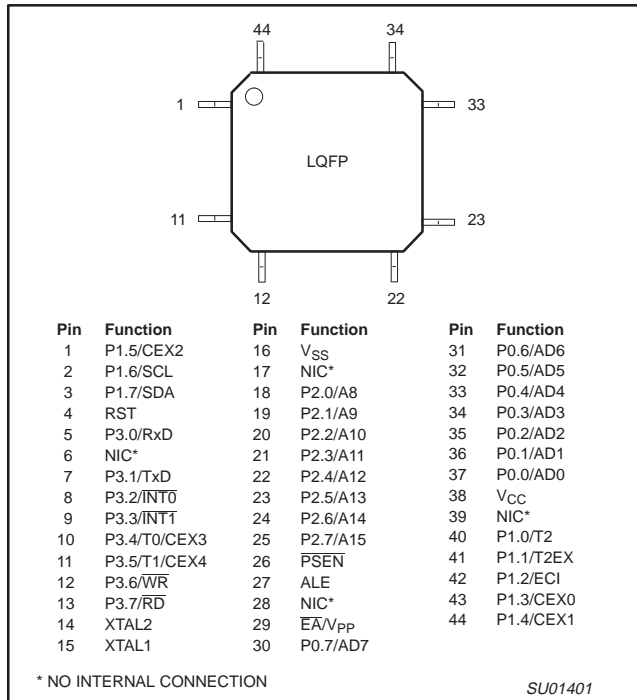 44 34
1 33
LQFP
11 23
12 22
Pin Function Pin Function Pin Function
1 P1.5/CEX2 16 VSS 31 P0.6/AD6
2 P1.6/SCL 17 NIC* 32 P0.5/AD5
3 P1.7/SDA 18 P2.0/A8 33 P0.4/AD4
4 RST 19 P2.1/A9 34 P0.3/AD3
5 P3.0/RxD 20 P2.2/A10 35 P0.2/AD2
6 NIC* 21 P2.3/A11 36 P0.1/AD1
7 P3.1/TxD 22 P2.4/A12 37 P0.0/AD0
8 P3.2/I̅N̅T̅0̅ 23 P2.5/A13 38 VCC
9 P3.3/I̅N̅T̅1̅ 24 P2.6/A14 39 NIC*
10 P3.4/T0/CEX3 25 P2.7/A15 40 P1.0/T2
11 P3.5/T1/CEX4 26 P̅S̅E̅N̅ 41 P1.1/T2EX
12 P3.6/W̅R̅ 27 ALE 42 P1.2/ECI
13 P3.7/R̅D̅ 28 NIC* 43 P1.3/CEX0
14 XTAL2 29 E̅A̅/VPP 44 P1.4/CEX1
15 XTAL1 30 P0.7/AD7
* NO INTERNAL CONNECTION SU01401